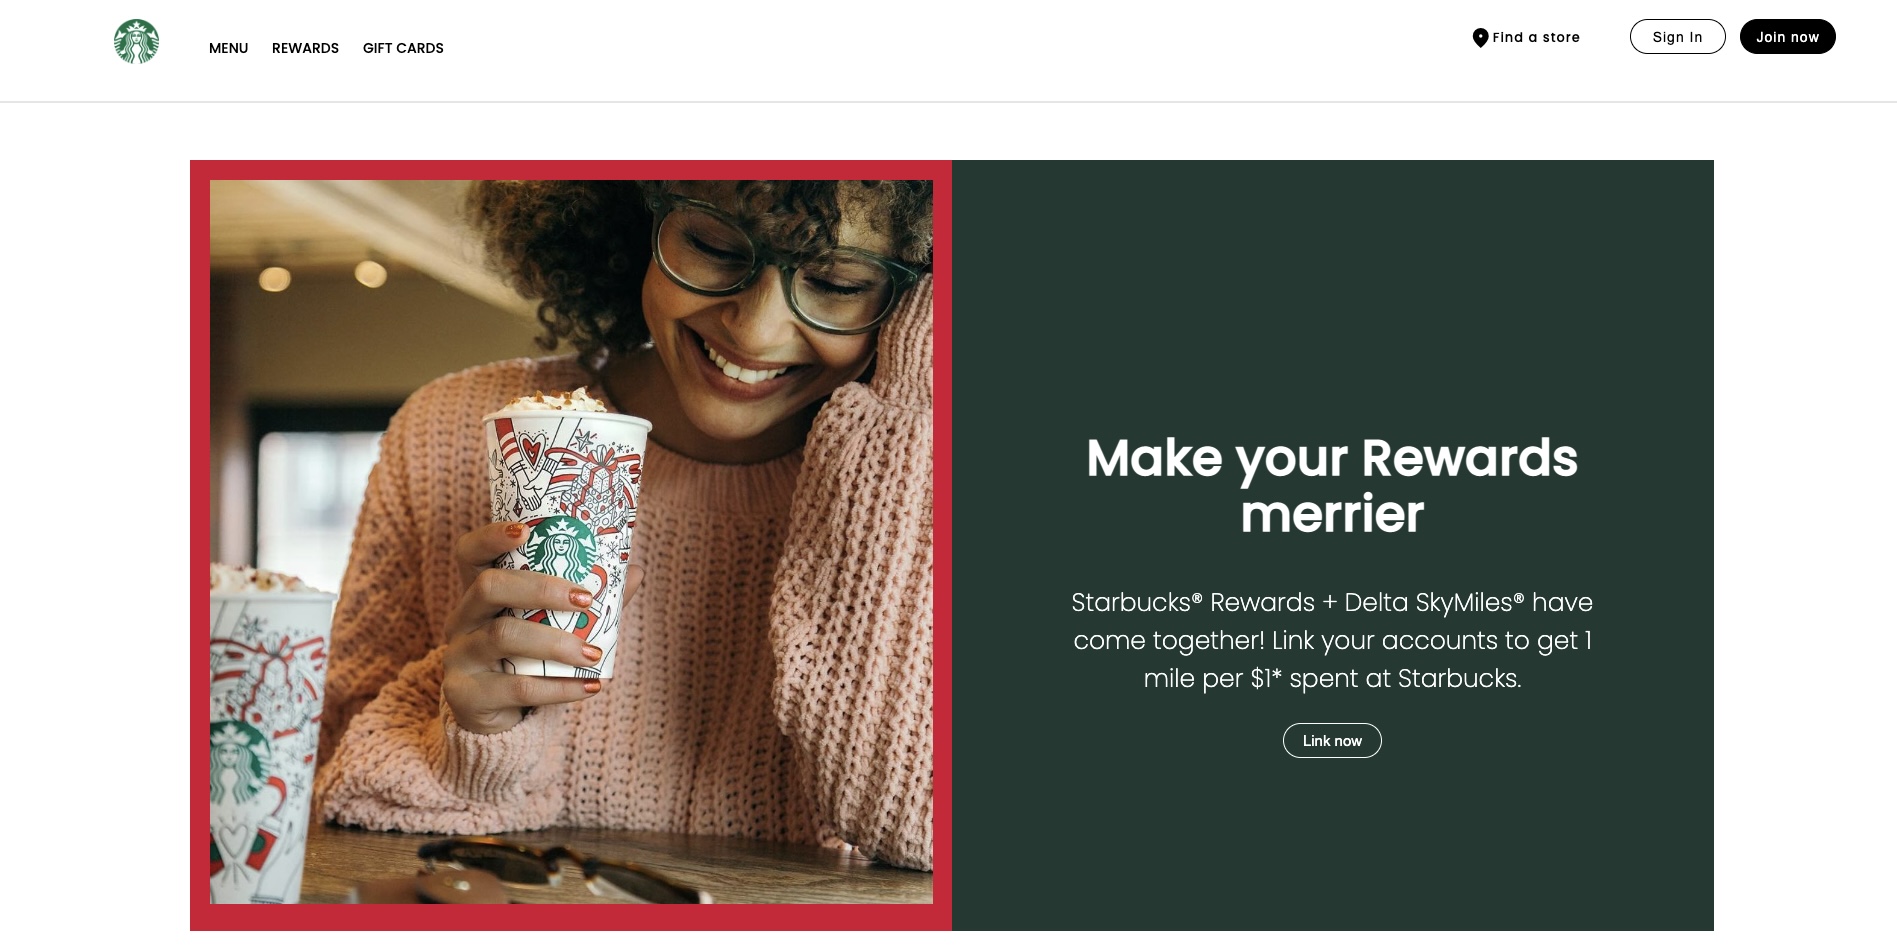 MENU REWARDS GIFT CARDS Find a store Sign In Join now
Make your Rewards
merrier
Starbucks® Rewards + Delta SkyMiles® have
come together! Link your accounts to get 1
mile per $1* spent at Starbucks.
Link now